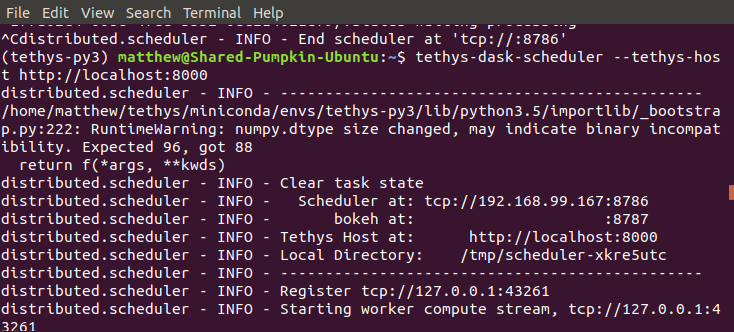 File Edit View Search Terminal Help
^Cdistributed.scheduler - INFO - End scheduler at 'tcp://:8786'
(tethys-py3) matthew@Shared-Pumpkin-Ubuntu:~$ tethys-dask-scheduler --tethys-hos
t http://localhost:8000
distributed.scheduler - INFO - -----------------------------------------------
/home/matthew/tethys/miniconda/envs/tethys-py3/lib/python3.5/importlib/_bootstra
p.py:222: RuntimeWarning: numpy.dtype size changed, may indicate binary incompat
ibility. Expected 96, got 88
  return f(*args, **kwds)
distributed.scheduler - INFO - Clear task state
distributed.scheduler - INFO -   Scheduler at: tcp://192.168.99.167:8786
distributed.scheduler - INFO -       bokeh at:                     :8787
distributed.scheduler - INFO - Tethys Host at:      http://localhost:8000
distributed.scheduler - INFO - Local Directory:    /tmp/scheduler-xkre5utc
distributed.scheduler - INFO - -----------------------------------------------
distributed.scheduler - INFO - Register tcp://127.0.0.1:43261
distributed.scheduler - INFO - Starting worker compute stream, tcp://127.0.0.1:4
3261